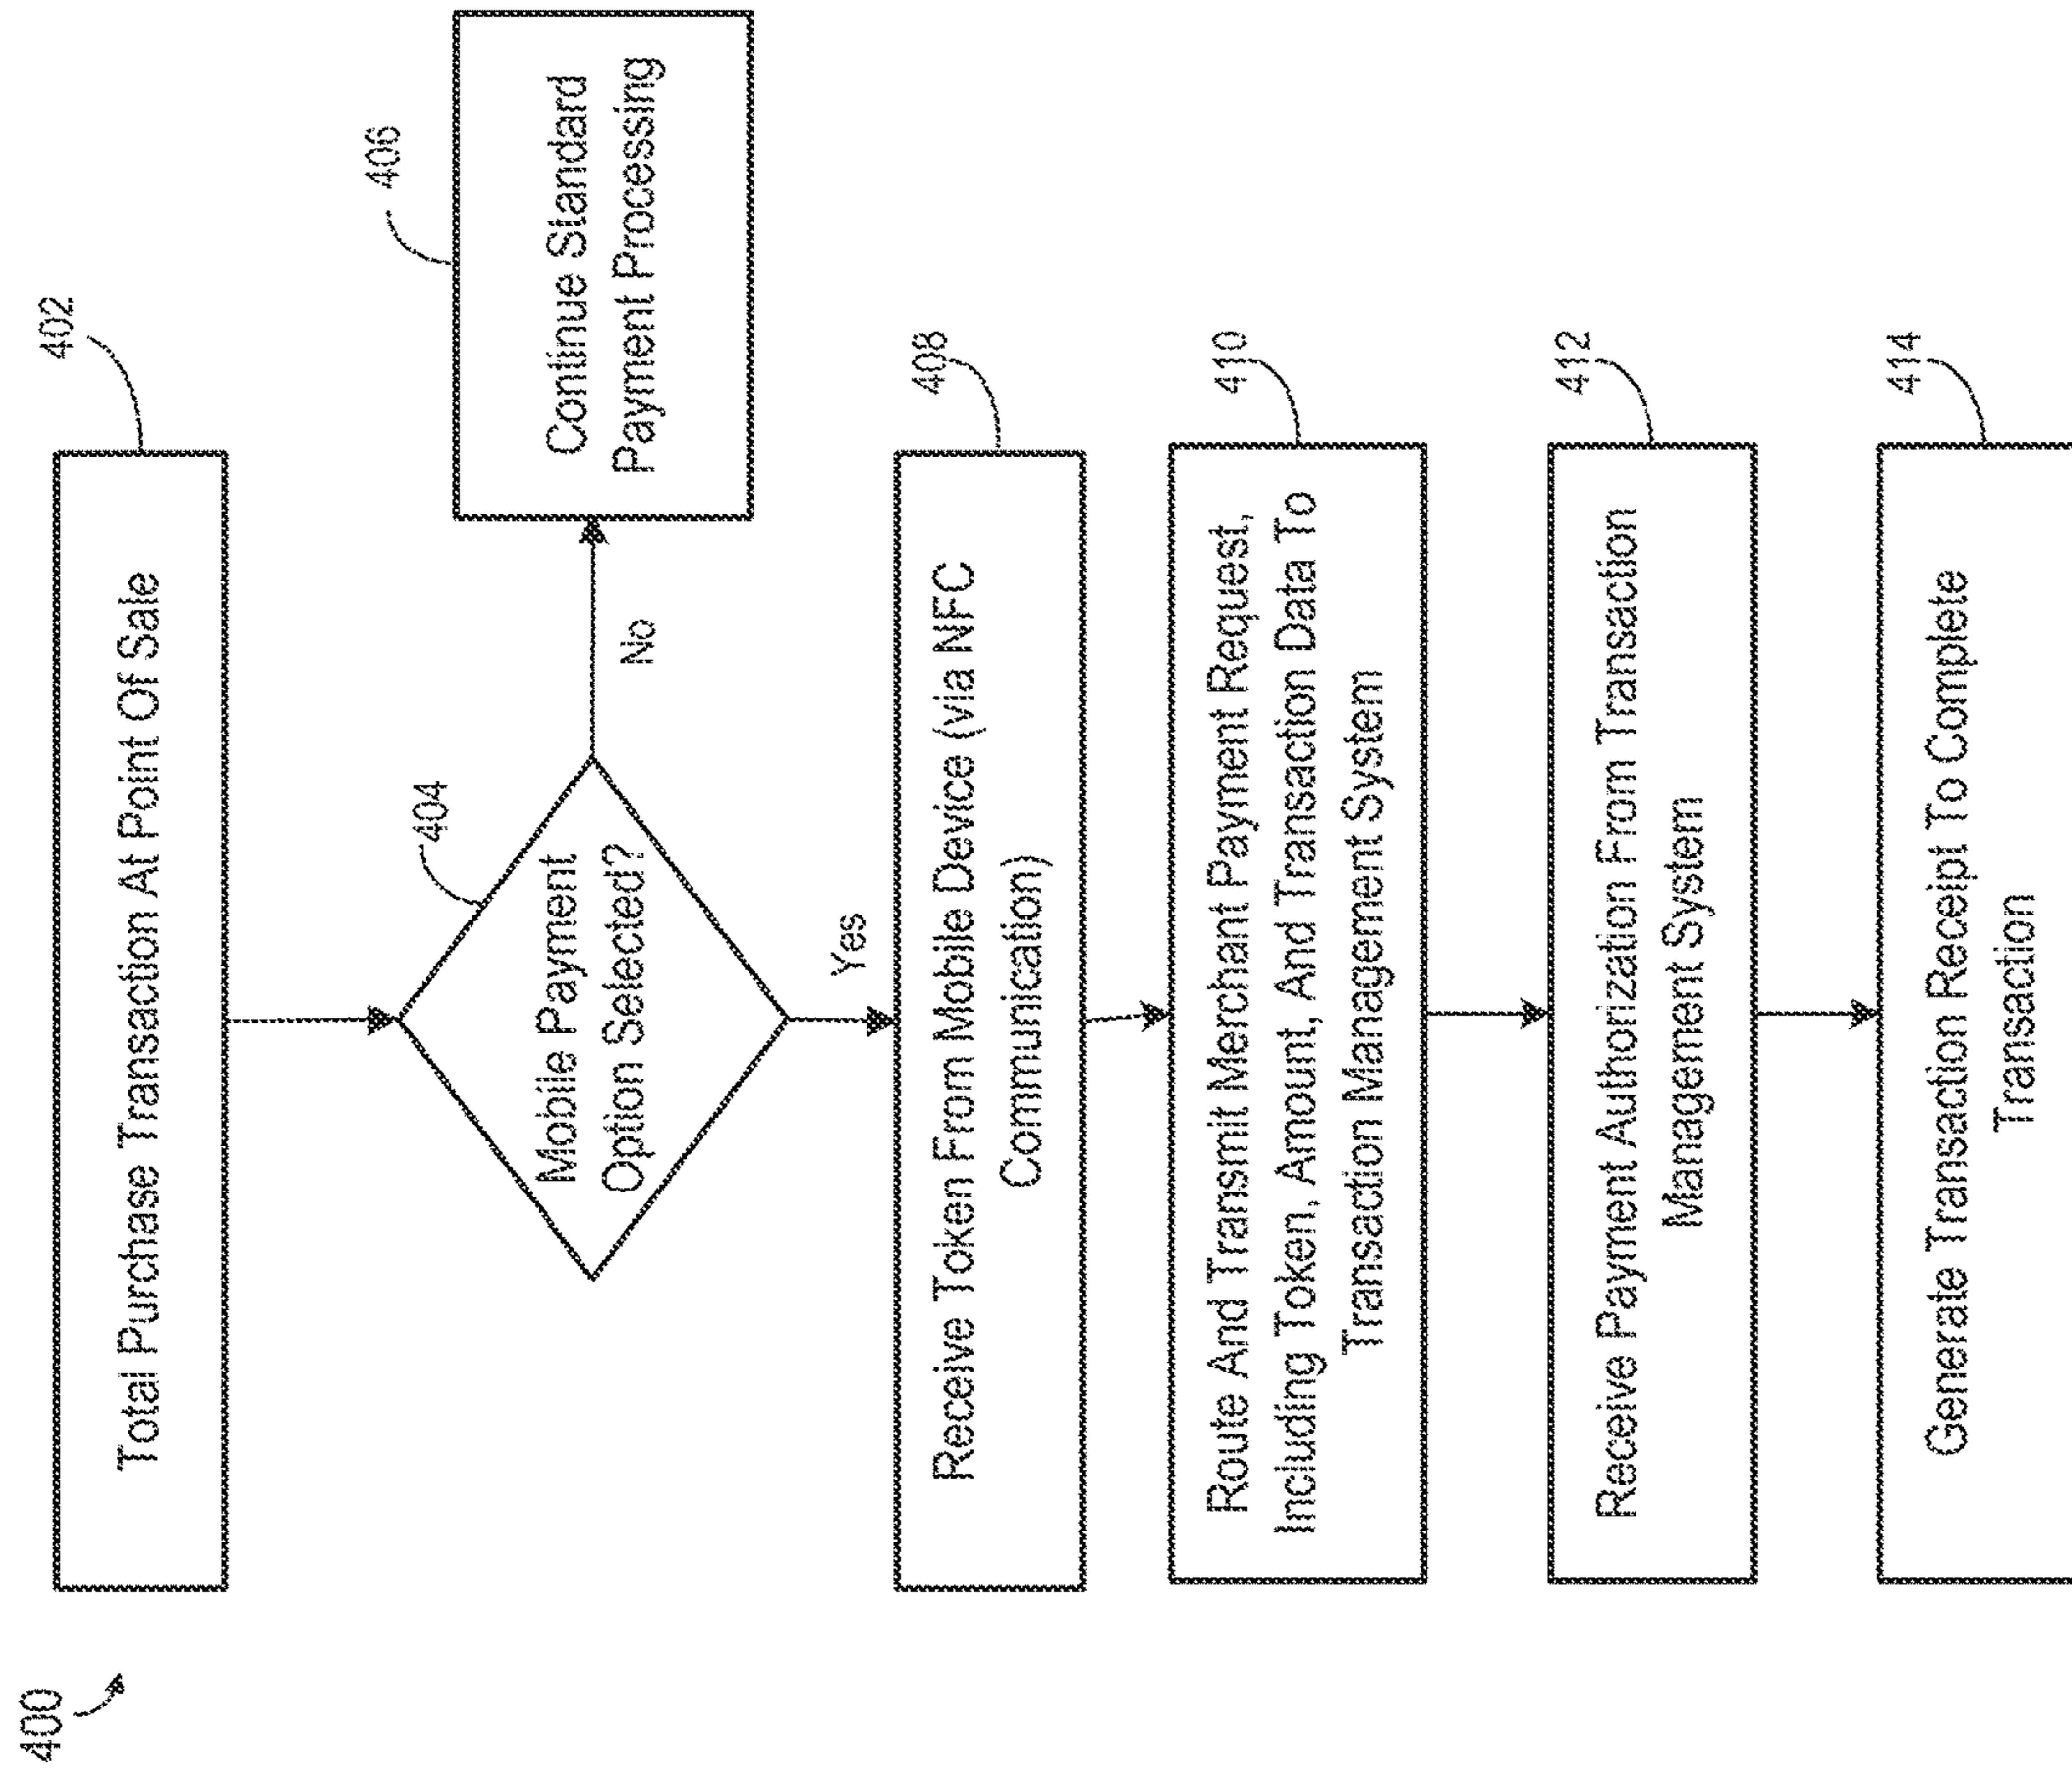 400
402
Total Purchase Transaction At Point Of Sale
404
Mobile Payment
Option Selected?
No
406
Continue Standard
Payment Processing
Yes
408
Receive Token From Mobile Device (via NFC
Communication)
410
Route And Transmit Merchant Payment Request,
Including Token, Amount, And Transaction Data To
Transaction Management System
412
Receive Payment Authorization From Transaction
Management System
414
Generate Transaction Receipt To Complete
Transaction